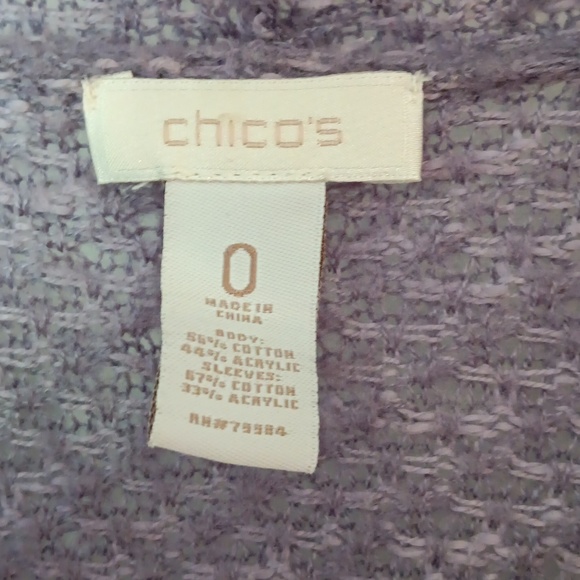 chico's
0
MADE IN
CHINA
BODY:
56% COTTON
44% ACRYLIC
SLEEVES:
67% COTTON
33% ACRYLIC
RN#79984